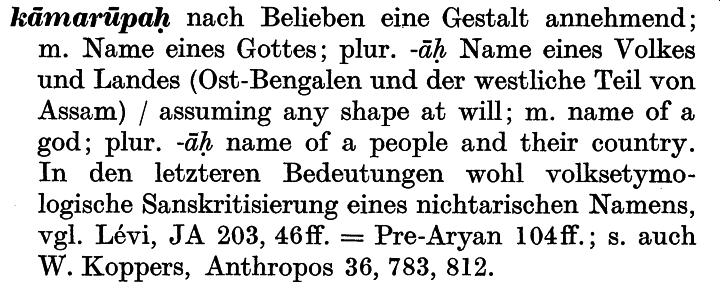 kāmarūpaḥ nach Belieben eine Gestalt annehmend;
m. Name eines Gottes; plur. -āḥ Name eines Volkes
und Landes (Ost-Bengalen und der westliche Teil von
Assam) / assuming any shape at will; m. name of a
god; plur. -āḥ name of a people and their country.
In den letzteren Bedeutungen wohl volksetymo-
logische Sanskritisierung eines nichtarischen Namens,
vgl. Lévi, JA 203, 46ff. = Pre-Aryan 104ff.; s. auch
W. Koppers, Anthropos 36, 783, 812.